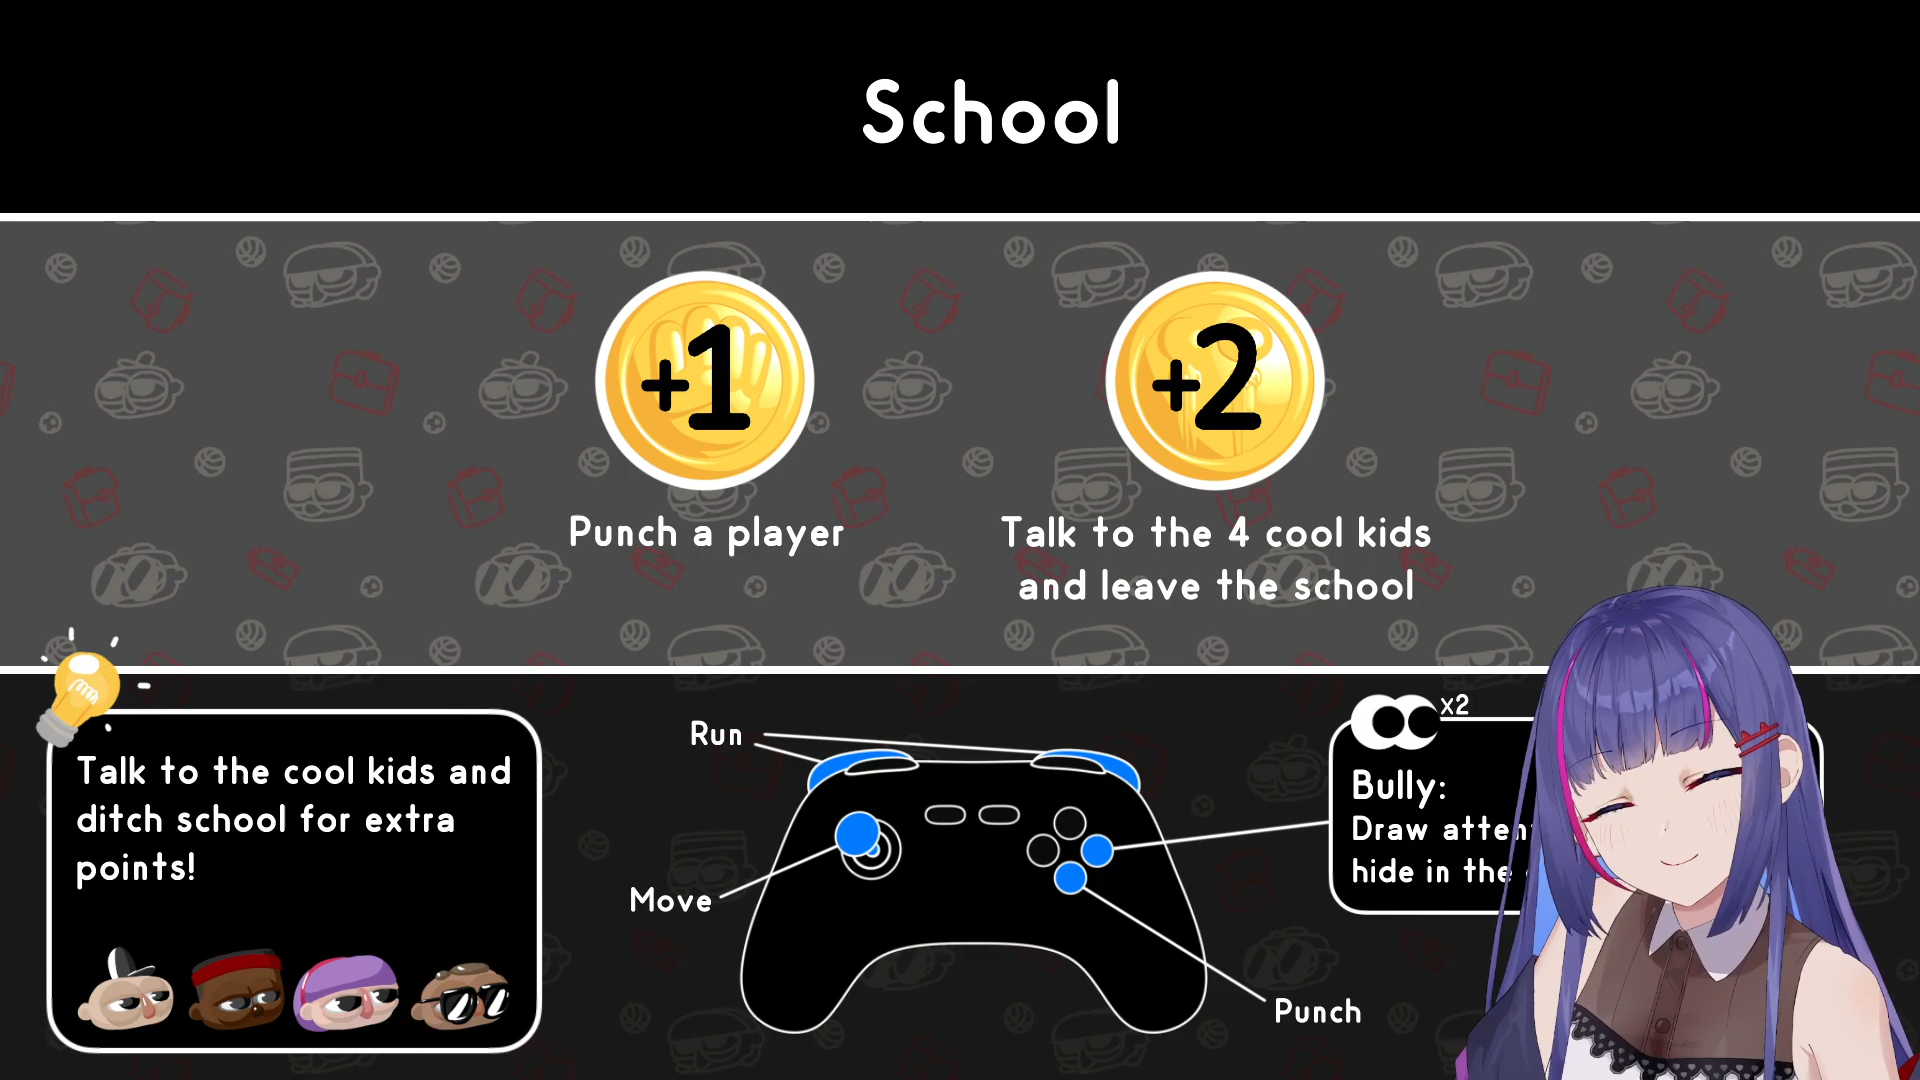 School
+1
+2
Punch a player
Talk to the 4 cool kids
and leave the school
Talk to the cool kids and
ditch school for extra
points!
Run
Move
Punch
x2
Bully:
Draw
hide in the